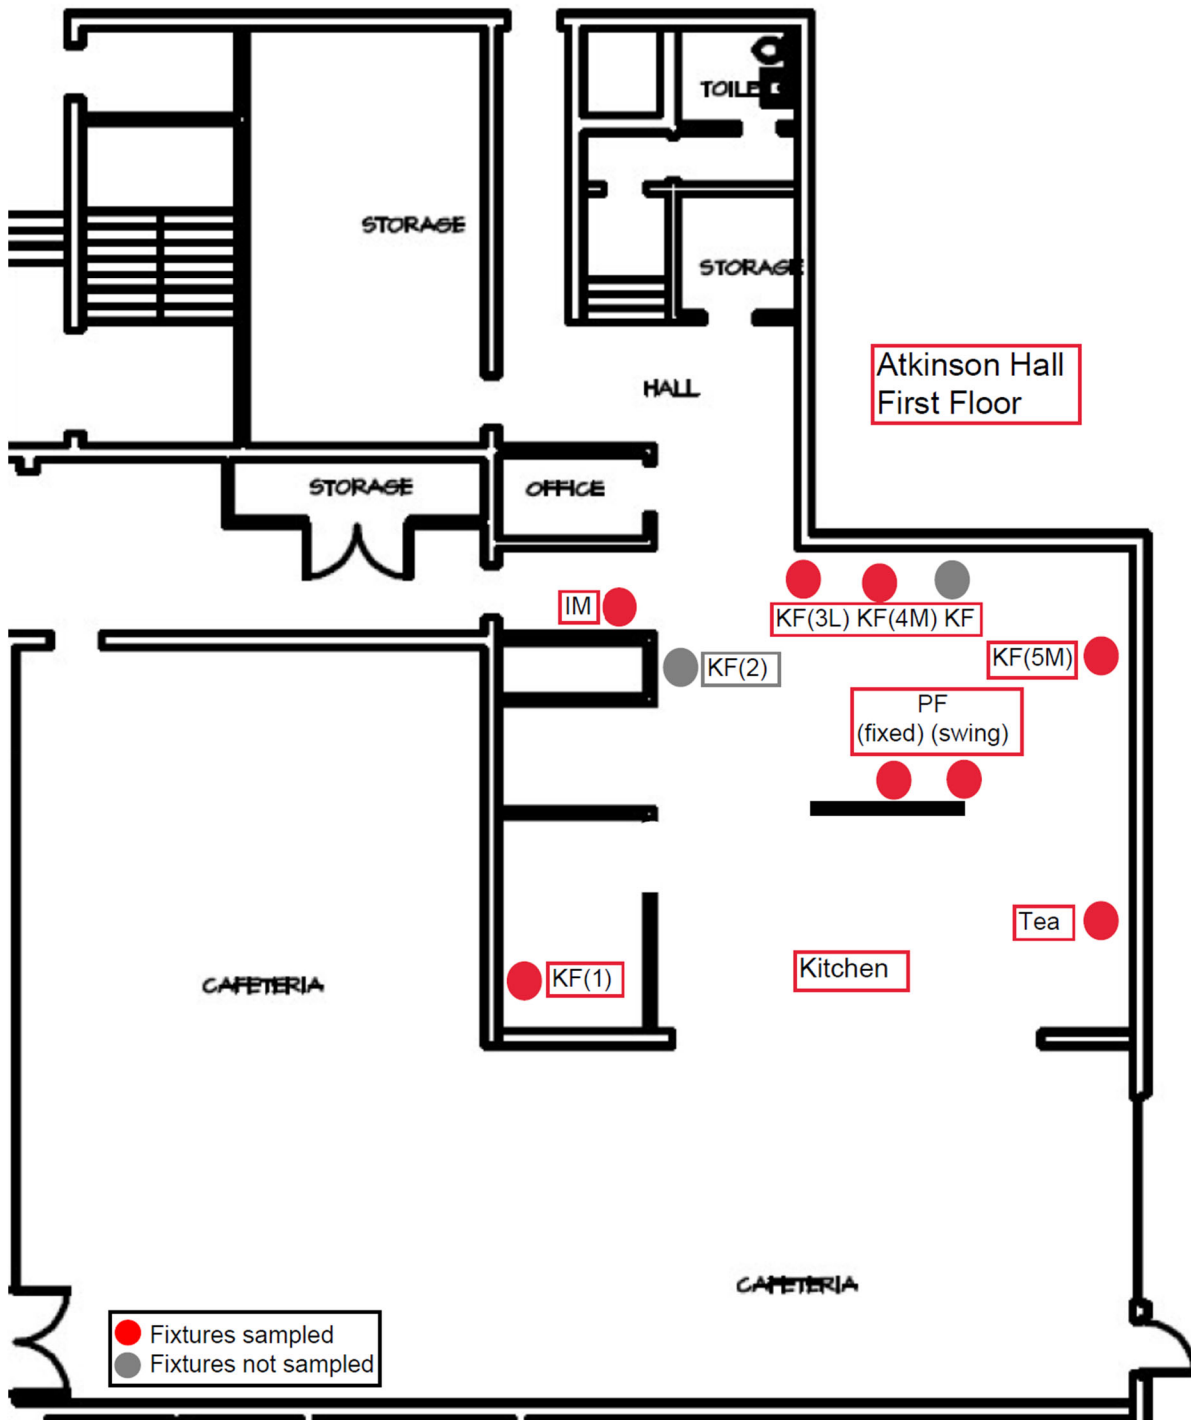 TOILET
STORAGE
STORAGE
Atkinson Hall
First Floor
HALL
STORAGE
OFFICE
IM
KF(3L) KF(4M) KF
KF(2)
KF(5M)
PF
(fixed) (swing)
Tea
Kitchen
KF(1)
CAFETERIA
CAFETERIA
Fixtures sampled
Fixtures not sampled